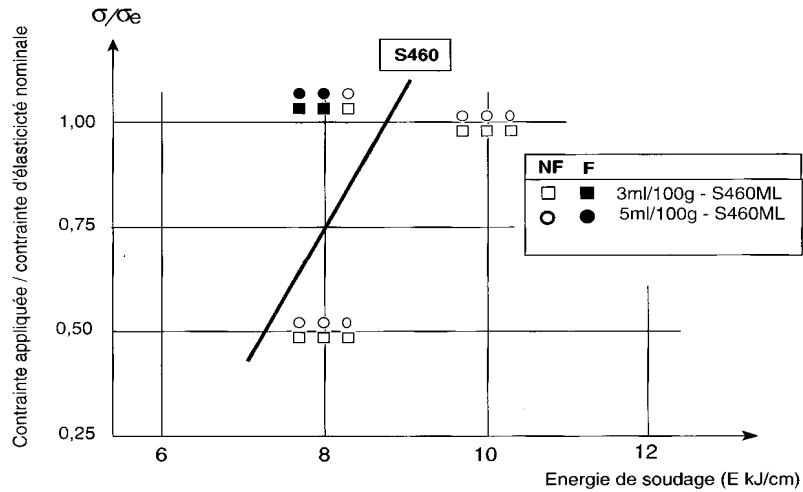 σ/σe
S460
Contrainte appliquée / contrainte d'élasticicté nominale
1,00
0,75
0,50
0,25
6
8
10
12
Energie de soudage (E kJ/cm)
NF F
3ml/100g - S460ML
5ml/100g - S460ML